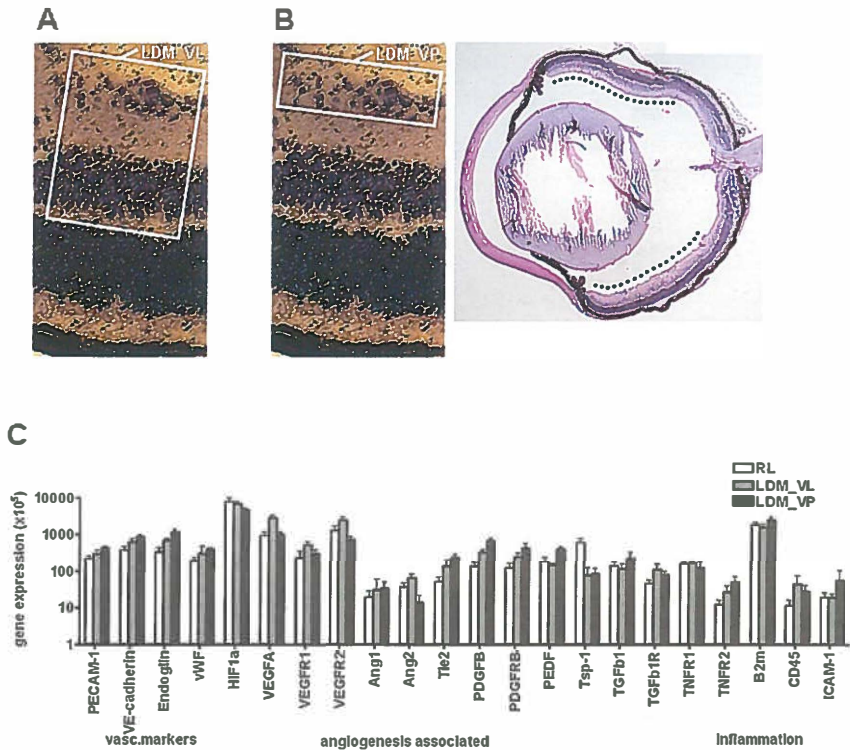 A
B
LDM_VL
LDM_VP
C
RL
LDM_VL
LDM_VP
gene expression (x10⁵)
10000
1000
100
10
1
PECAM-1
VE-cadherin
Endoglin
vWF
HIF1a
VEGFA
VEGFR1
VEGFR2
Ang1
Ang2
Tie2
PDGFB
PDGFRB
PEDF
Tsp-1
TGFb1
TGFb1R
TNFR1
TNFR2
B2m
CD45
ICAM-1
vasc.markers
angiogenesis associated
Inflammation